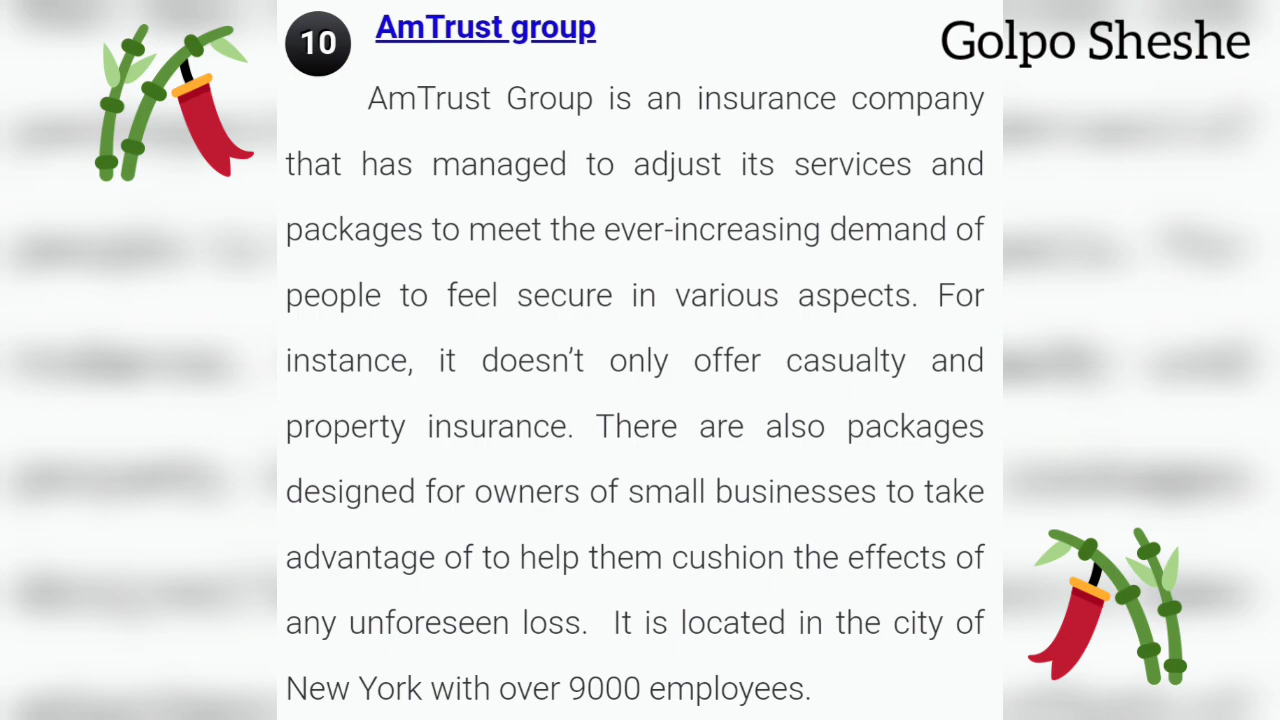 10 AmTrust group
Golpo Sheshe
AmTrust Group is an insurance company
that has managed to adjust its services and
packages to meet the ever-increasing demand of
people to feel secure in various aspects. For
instance, it doesn’t only offer casualty and
property insurance. There are also packages
designed for owners of small businesses to take
advantage of to help them cushion the effects of
any unforeseen loss.  It is located in the city of
New York with over 9000 employees.